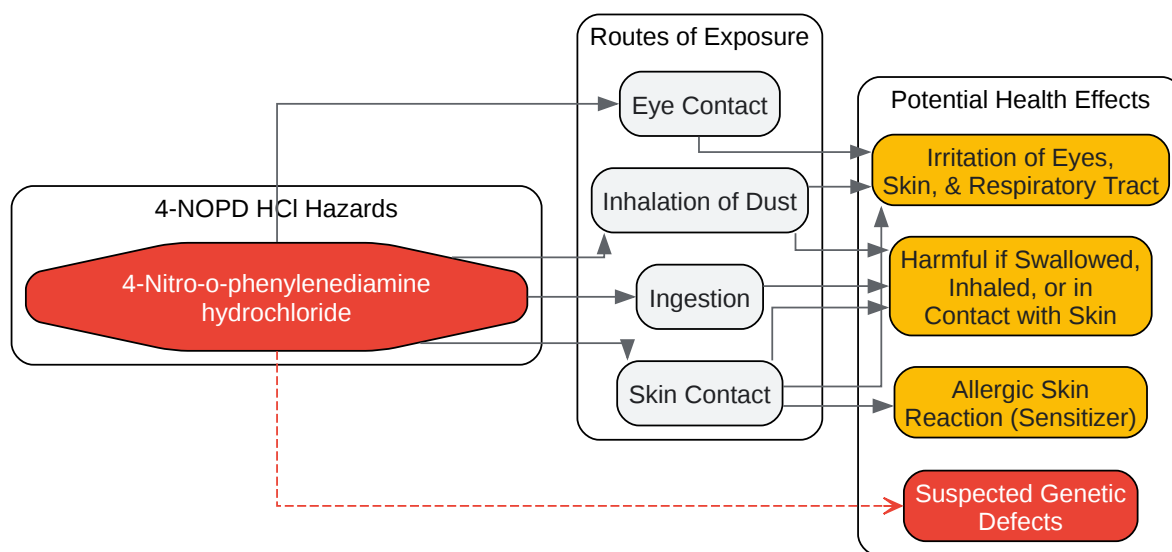 Routes of Exposure
Eye Contact
Inhalation of Dust
Ingestion
Skin Contact
4-NOPD HCl Hazards
4-Nitro-o-phenylenediamine
hydrochloride
Potential Health Effects
Irritation of Eyes,
Skin, & Respiratory Tract
Harmful if Swallowed,
Inhaled, or in
Contact with Skin
Allergic Skin
Reaction (Sensitizer)
Suspected Genetic
Defects